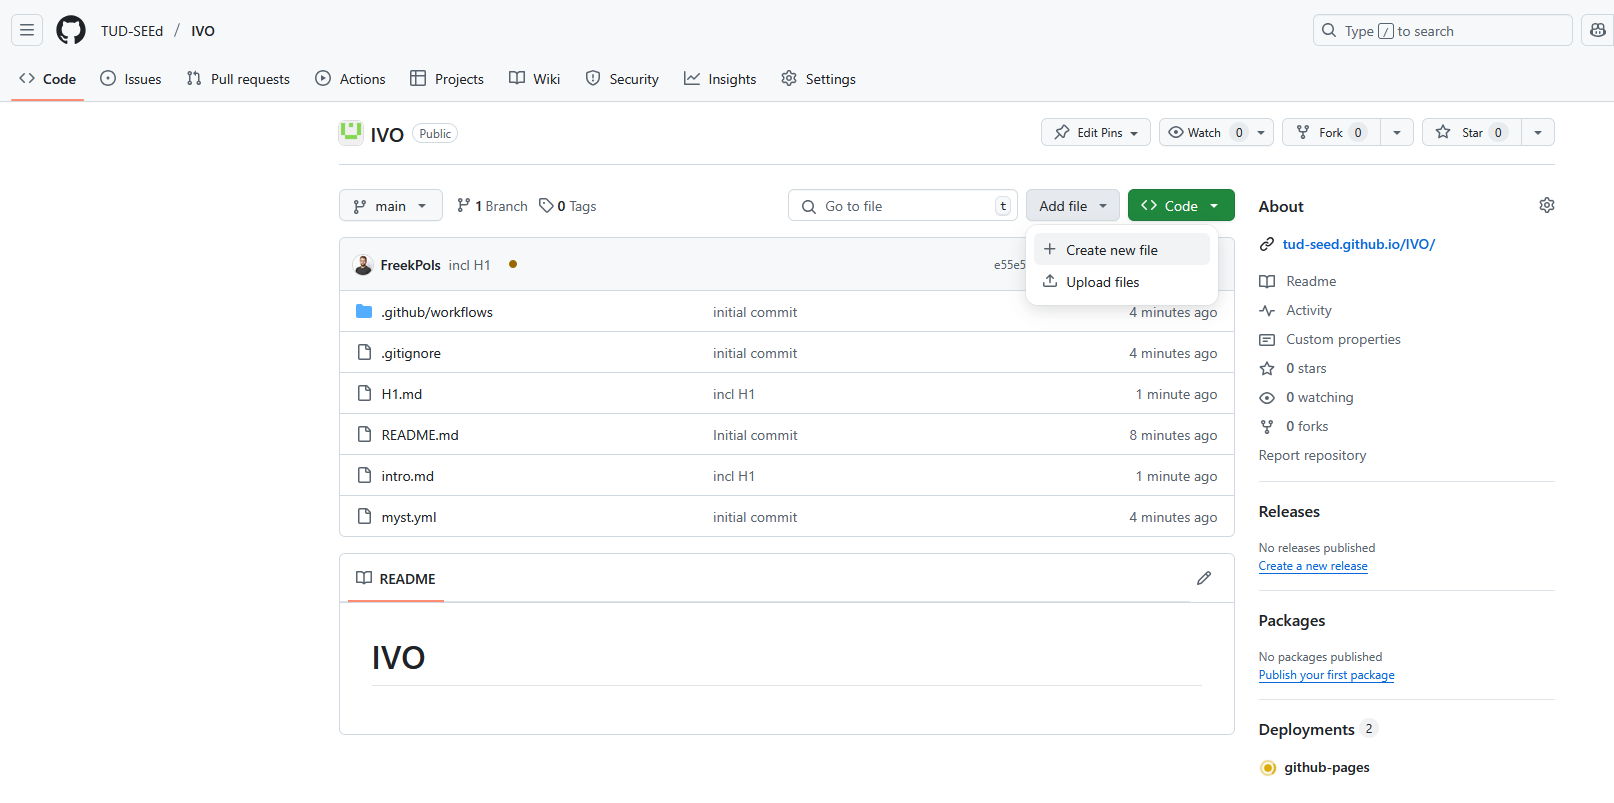 TUD-SEEd / IVO
Type / to search
Code
Issues
Pull requests
Actions
Projects
Wiki
Security
Insights
Settings
IVO Public
Edit Pins
Watch 0
Fork 0
Star 0
main
1 Branch
0 Tags
Go to file t
Add file
Code
Create new file
Upload files
FreekPols incl H1
e55e5
.github/workflows initial commit 4 minutes ago
.gitignore initial commit 4 minutes ago
H1.md incl H1 1 minute ago
README.md Initial commit 8 minutes ago
intro.md incl H1 1 minute ago
myst.yml initial commit 4 minutes ago
README
IVO
About
tud-seed.github.io/IVO/
Readme
Activity
Custom properties
0 stars
0 watching
0 forks
Report repository
Releases
No releases published
Create a new release
Packages
No packages published
Publish your first package
Deployments 2
github-pages